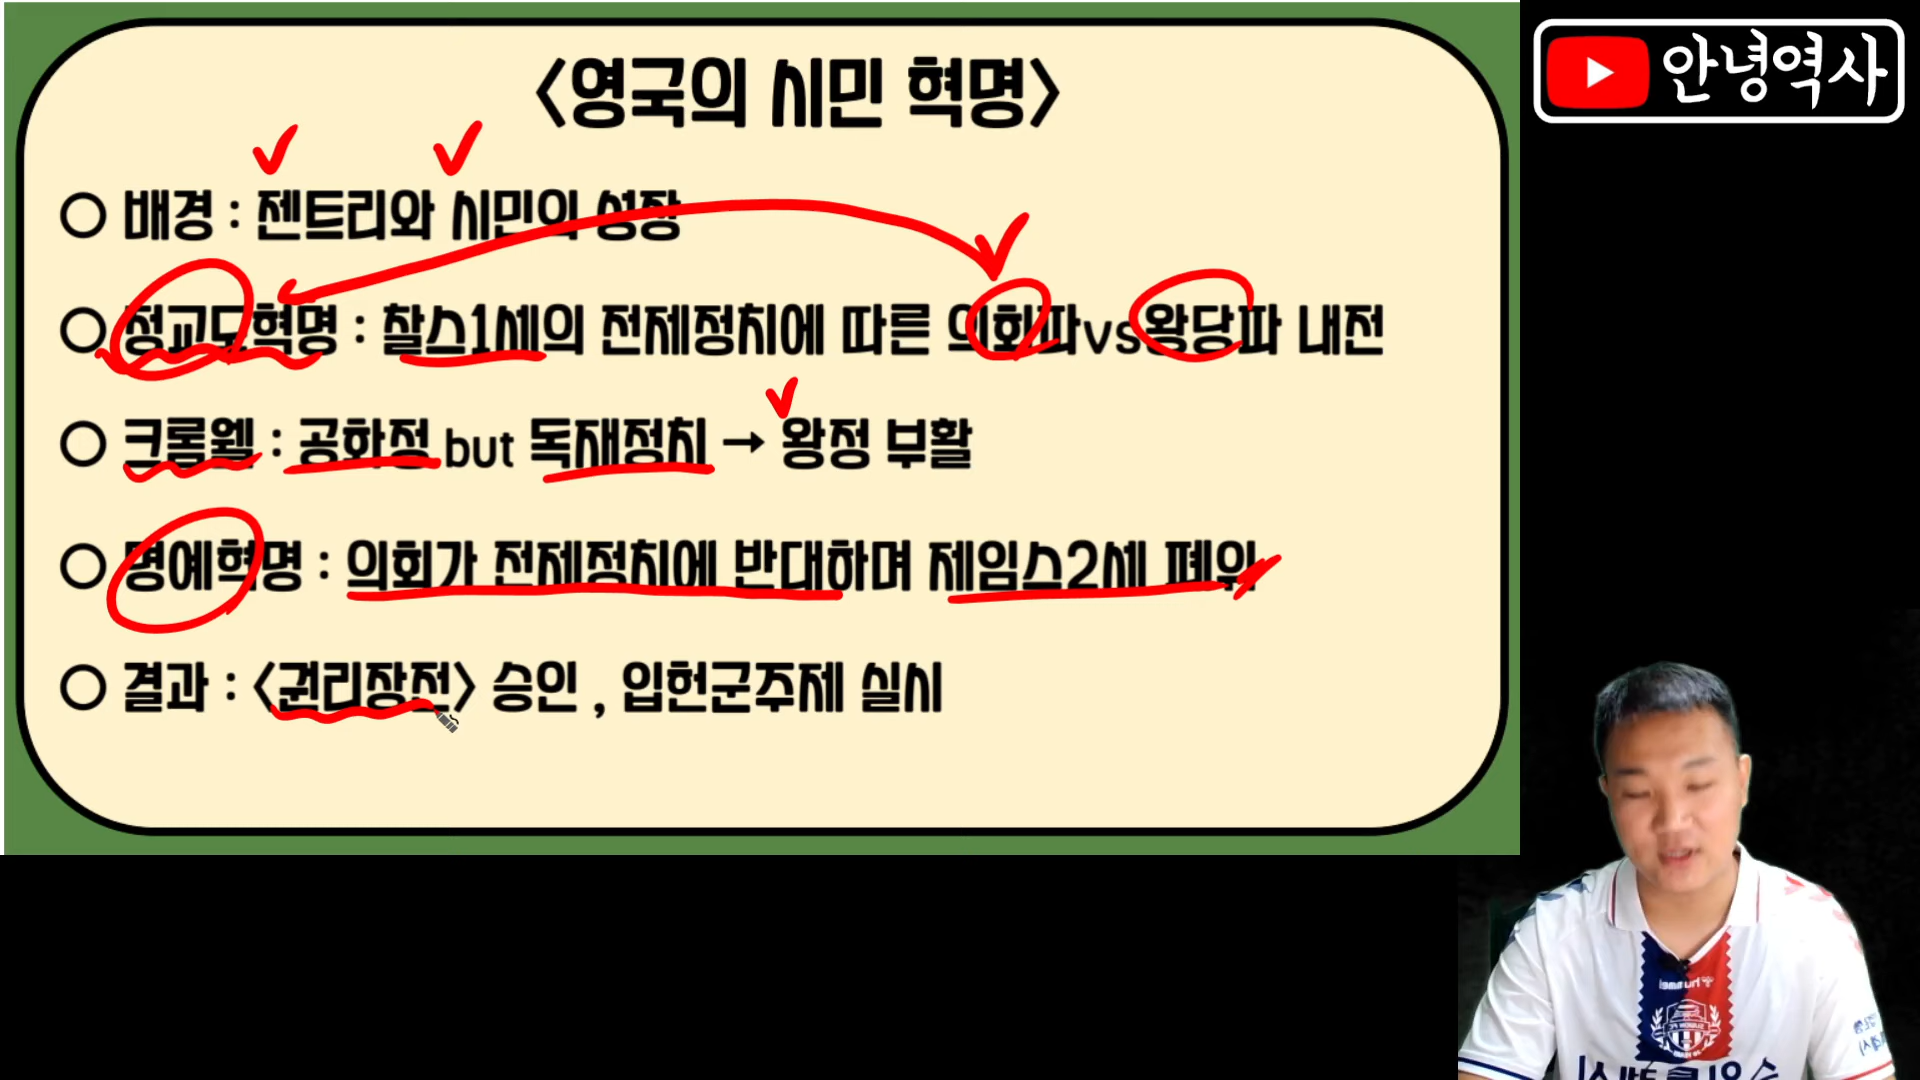 <영국의 시민 혁명>
안녕역사
○ 배경 : 젠트리와 시민의 성장
○ 청교도혁명 : 찰스1세의 전제정치에 따른 의회파vs왕당파 내전
○ 크롬웰 : 공화정 but 독재정치 → 왕정 부활
○ 명예혁명 : 의회가 전제정치에 반대하며 제임스2세 폐위
○ 결과 : <권리장전> 승인 , 입헌군주제 실시
hummel
SUWON FC